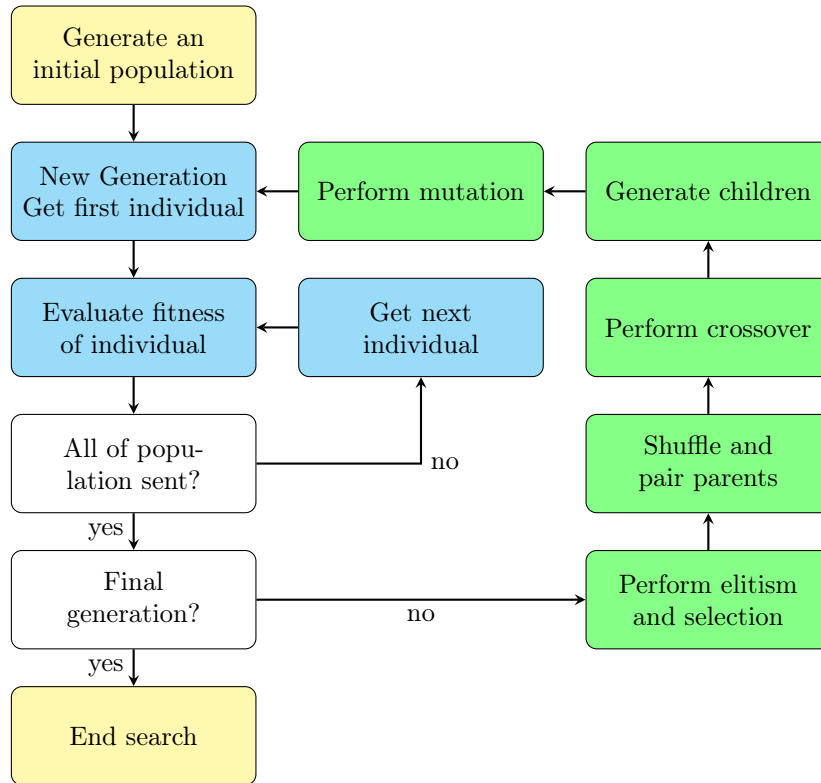 Generate an
initial population
New Generation
Get first individual
Perform mutation
Generate children
Evaluate fitness
of individual
Get next
individual
Perform crossover
All of popu-
lation sent?
no
Shuffle and
pair parents
yes
Final
generation?
no
Perform elitism
and selection
yes
End search